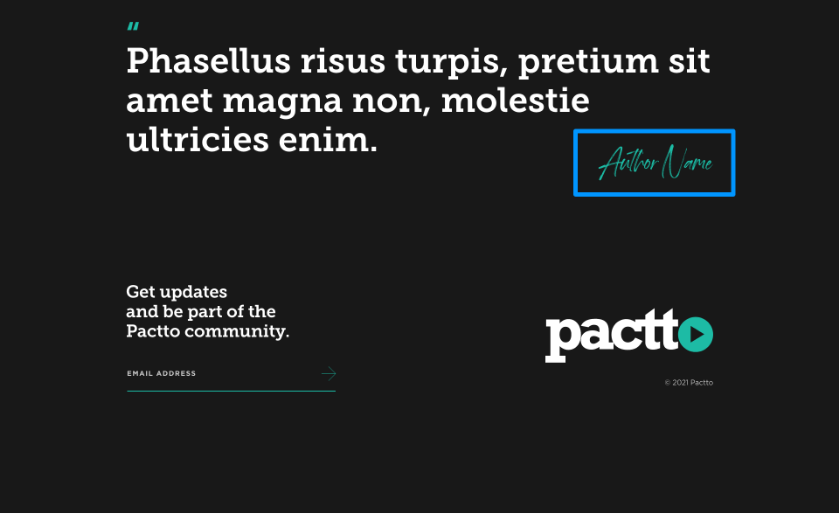 "
Phasellus risus turpis, pretium sit
amet magna non, molestie
ultricies enim.
Author Name
Get updates
and be part of the
Pactto community.
EMAIL ADDRESS
pactto
© 2021 Pactto